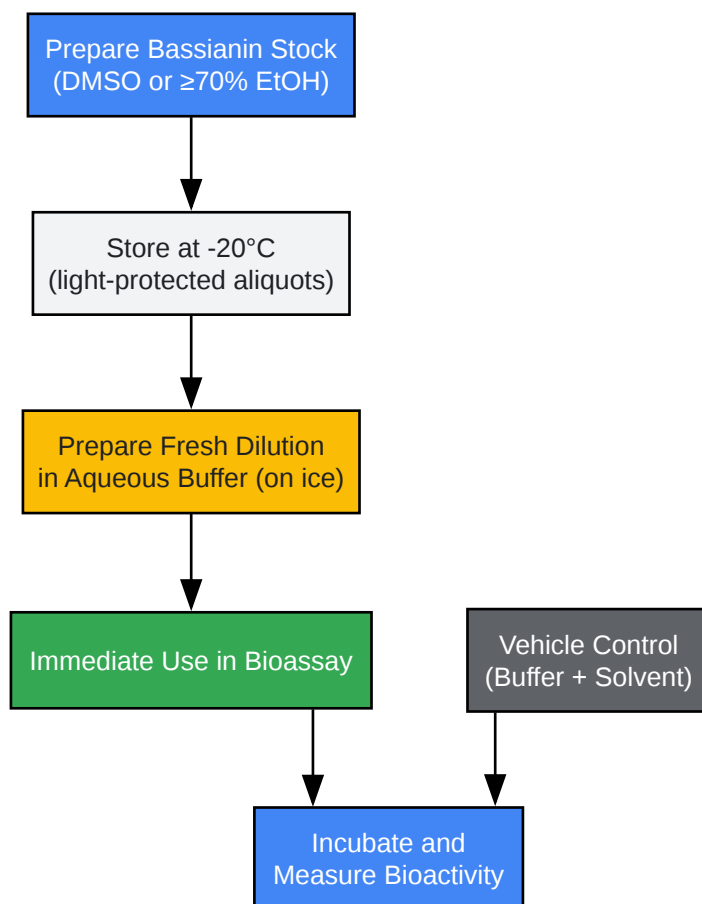 Prepare Bassianin Stock
(DMSO or ≥70% EtOH)
Store at -20°C
(light-protected aliquots)
Prepare Fresh Dilution
in Aqueous Buffer (on ice)
Immediate Use in Bioassay
Vehicle Control
(Buffer + Solvent)
Incubate and
Measure Bioactivity